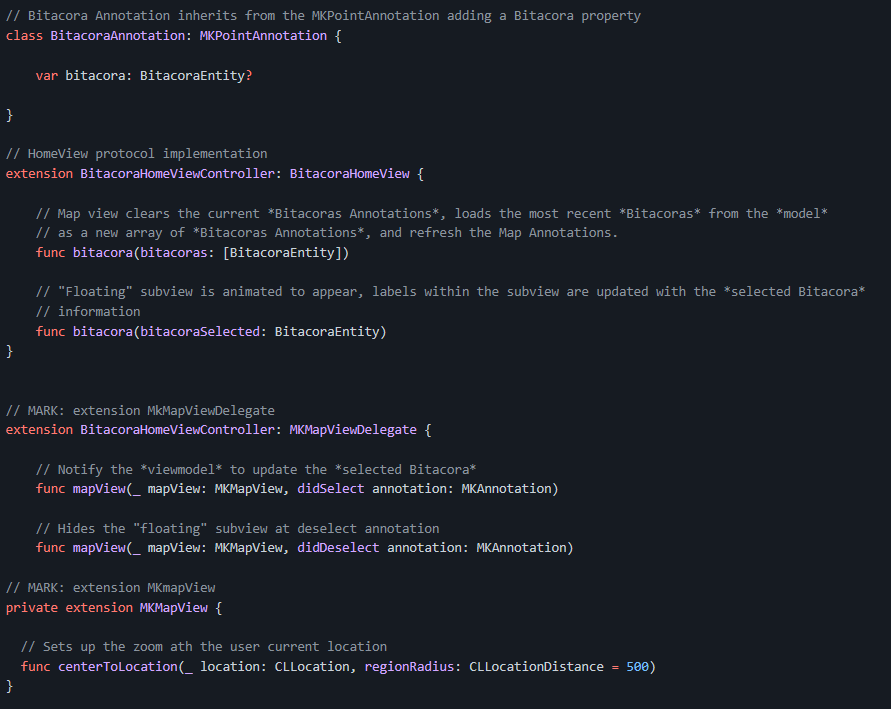 // Bitacora Annotation inherits from the MKPointAnnotation adding a Bitacora property
class BitacoraAnnotation: MKPointAnnotation {
var bitacora: BitacoraEntity?
}
// HomeView protocol implementation
extension BitacoraHomeViewController: BitacoraHomeView {
// Map view clears the current *Bitacoras Annotations*, loads the most recent *Bitacoras* from the *model*
// as a new array of *Bitacoras Annotations*, and refresh the Map Annotations.
func bitacora(bitacoras: [BitacoraEntity])
// "Floating" subview is animated to appear, labels within the subview are updated with the *selected Bitacora*
// information
func bitacora(bitacoraSelected: BitacoraEntity)
}
// MARK: extension MkMapViewDelegate
extension BitacoraHomeViewController: MKMapViewDelegate {
// Notify the *viewmodel* to update the *selected Bitacora*
func mapView(_ mapView: MKMapView, didSelect annotation: MKAnnotation)
// Hides the "floating" subview at deselect annotation
func mapView(_ mapView: MKMapView, didDeselect annotation: MKAnnotation)
// MARK: extension MKmapView
private extension MKMapView {
// Sets up the zoom ath the user current location
func centerToLocation(_ location: CLLocation, regionRadius: CLLocationDistance = 500)
}